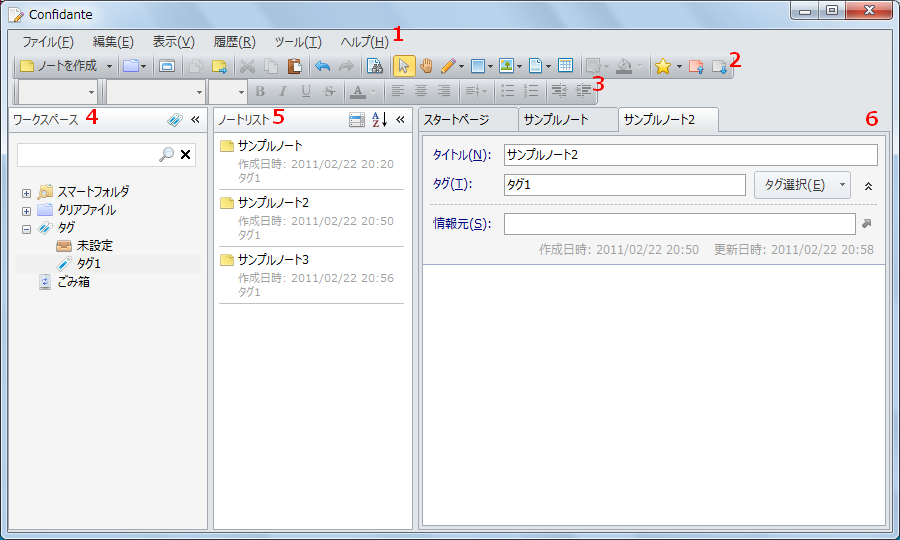 Confidante
ファイル(F) 編集(E) 表示(V) 履歴(R) ツール(T) ヘルプ(H) 1
ノートを作成 2
B I U S A 3
ワークスペース 4
スマートフォルダ
クリアファイル
タグ
未設定
タグ1
ごみ箱
ノートリスト 5
サンプルノート
作成日時: 2011/02/22 20:20
タグ1
サンプルノート2
作成日時: 2011/02/22 20:50
タグ1
サンプルノート3
作成日時: 2011/02/22 20:56
タグ1
スタートページ サンプルノート サンプルノート2 6
タイトル(N): サンプルノート2
タグ(T): タグ1 タグ選択(E)
情報元(S):
作成日時: 2011/02/22 20:50 更新日時: 2011/02/22 20:58